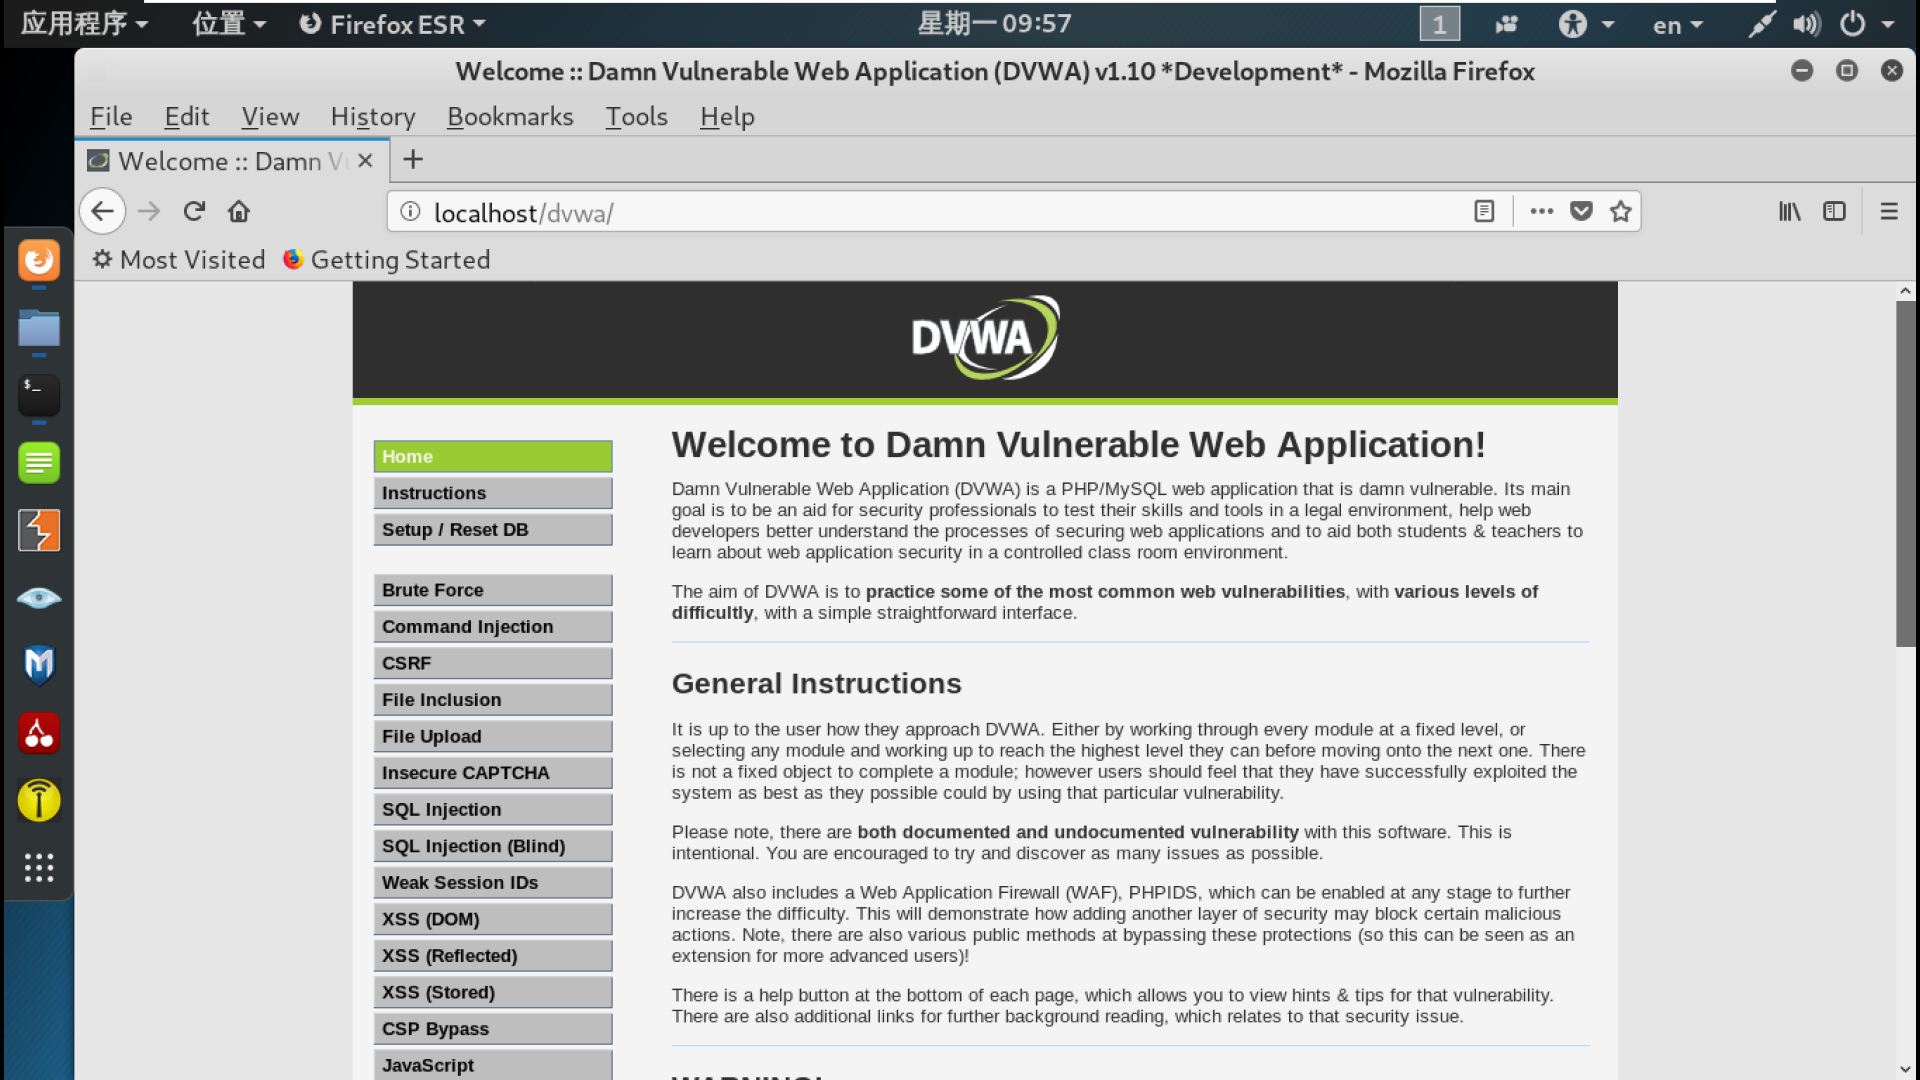 应用程序 位置 Firefox ESR 星期一 09:57 1 en
Welcome :: Damn Vulnerable Web Application (DVWA) v1.10 *Development* - Mozilla Firefox
File Edit View History Bookmarks Tools Help
Welcome :: Damn V
localhost/dvwa/
Most Visited Getting Started
$_
DVWA
Home
Instructions
Setup / Reset DB
Brute Force
Command Injection
CSRF
File Inclusion
File Upload
Insecure CAPTCHA
SQL Injection
SQL Injection (Blind)
Weak Session IDs
XSS (DOM)
XSS (Reflected)
XSS (Stored)
CSP Bypass
JavaScript
Welcome to Damn Vulnerable Web Application!
Damn Vulnerable Web Application (DVWA) is a PHP/MySQL web application that is damn vulnerable. Its main
goal is to be an aid for security professionals to test their skills and tools in a legal environment, help web
developers better understand the processes of securing web applications and to aid both students & teachers to
learn about web application security in a controlled class room environment.
The aim of DVWA is to practice some of the most common web vulnerabilities, with various levels of
difficultly, with a simple straightforward interface.
General Instructions
It is up to the user how they approach DVWA. Either by working through every module at a fixed level, or
selecting any module and working up to reach the highest level they can before moving onto the next one. There
is not a fixed object to complete a module; however users should feel that they have successfully exploited the
system as best as they possible could by using that particular vulnerability.
Please note, there are both documented and undocumented vulnerability with this software. This is
intentional. You are encouraged to try and discover as many issues as possible.
DVWA also includes a Web Application Firewall (WAF), PHPIDS, which can be enabled at any stage to further
increase the difficulty. This will demonstrate how adding another layer of security may block certain malicious
actions. Note, there are also various public methods at bypassing these protections (so this can be seen as an
extension for more advanced users)!
There is a help button at the bottom of each page, which allows you to view hints & tips for that vulnerability.
There are also additional links for further background reading, which relates to that security issue.
WARNING!